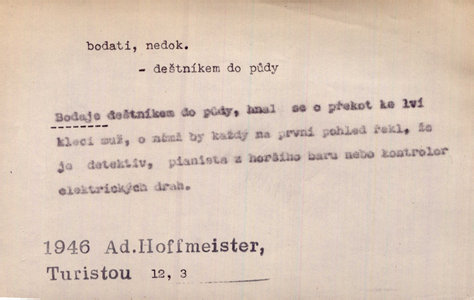 bodati, nedok.
- deštníkem do půdy
Bodaje deštníkem do půdy, hnal se o překot ke lví
kleci muž, o němž by každý na první pohled řekl, že
je detektiv, pianista z horšího baru nebo kontrolor
elektrických drah.
1946 Ad.Hoffmeister,
Turistou 12, 3